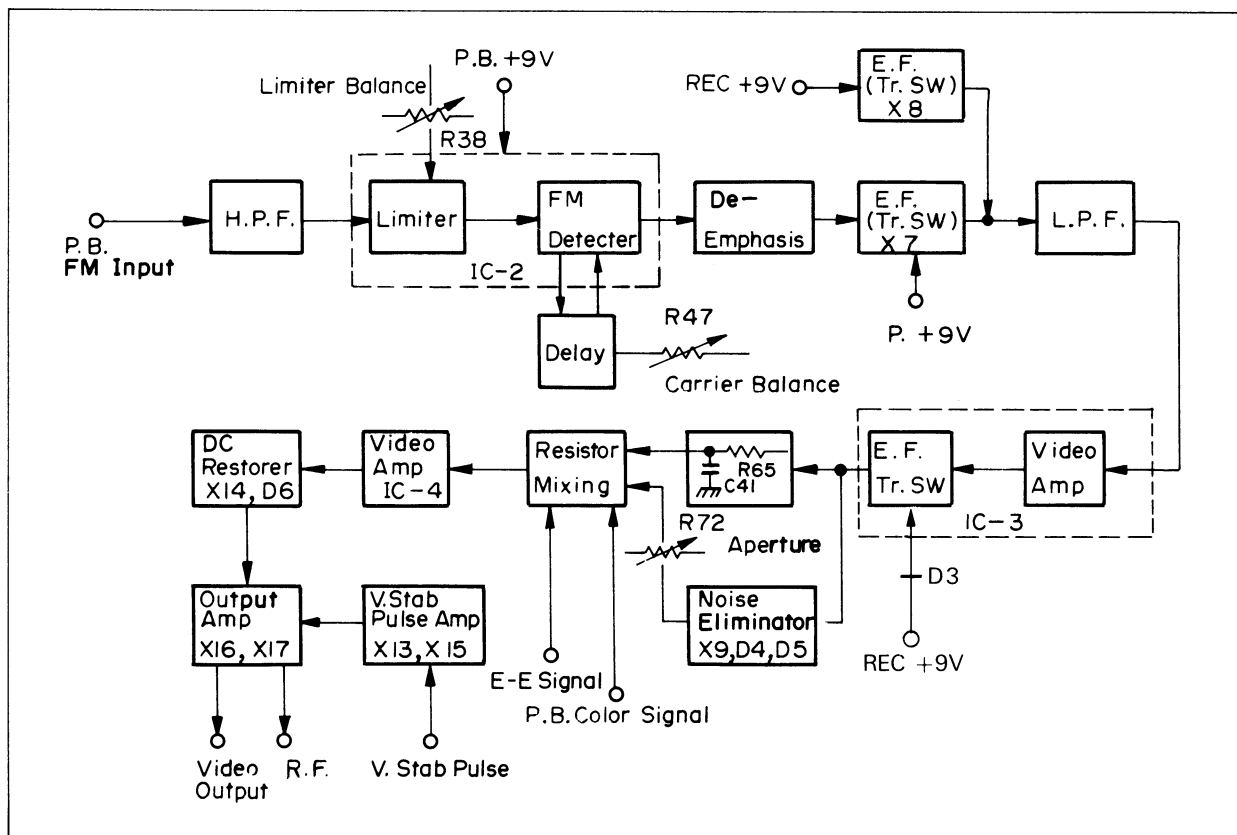 P.B. +9V
Limiter Balance
R38
REC +9V
E.F.
(Tr. SW)
X8
P.B.
FM Input
H.P.F.
Limiter
FM
Detecter
IC-2
De-
Emphasis
E.F.
(Tr. SW)
X7
L.P.F.
P. +9V
Delay
R47
Carrier Balance
DC
Restorer
X14, D6
Video
Amp
IC-4
Resistor
Mixing
R65
C41
E.F.
Tr. SW
Video
Amp
IC-3
R72
Aperture
D3
REC +9V
Output
Amp
X16, X17
V.Stab
Pulse Amp
X13, X15
Noise
Eliminator
X9,D4,D5
E-E Signal
P.B. Color Signal
Video
Output
R.F.
V. Stab Pulse